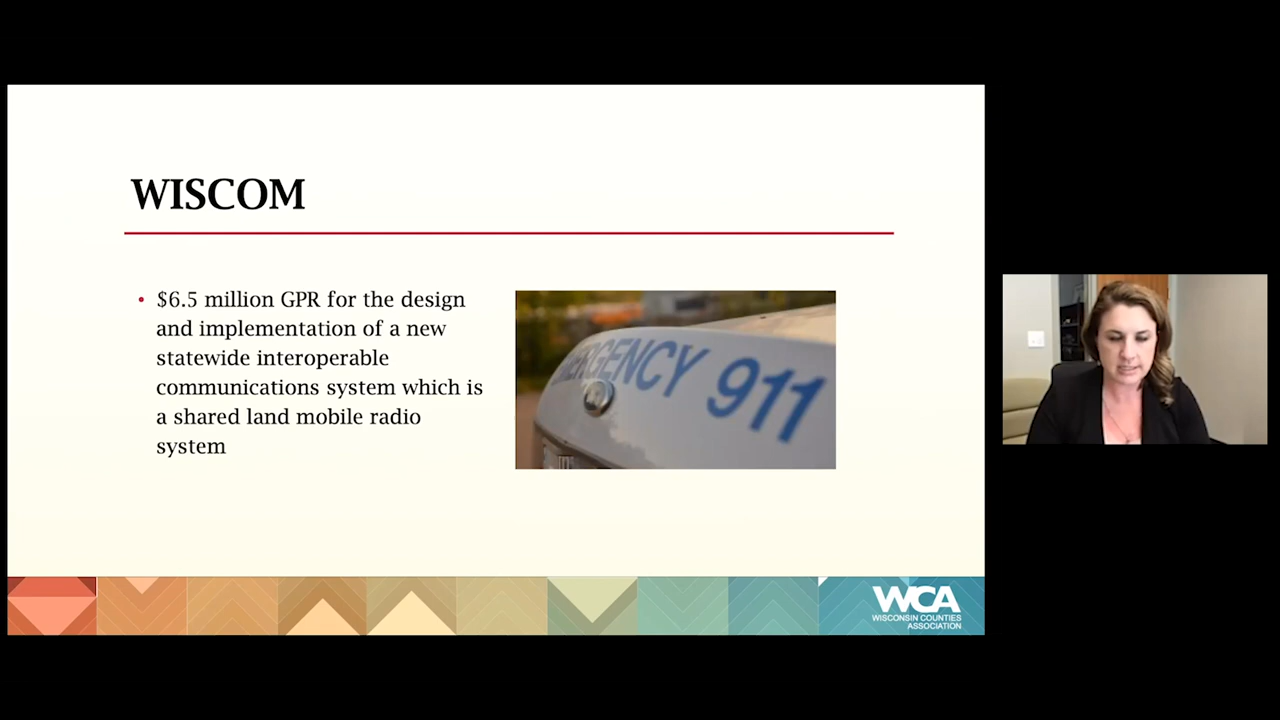 WISCOM
• $6.5 million GPR for the design
and implementation of a new
statewide interoperable
communications system which is
a shared land mobile radio
system
EMERGENCY 911
WCA
WISCONSIN COUNTIES
ASSOCIATION